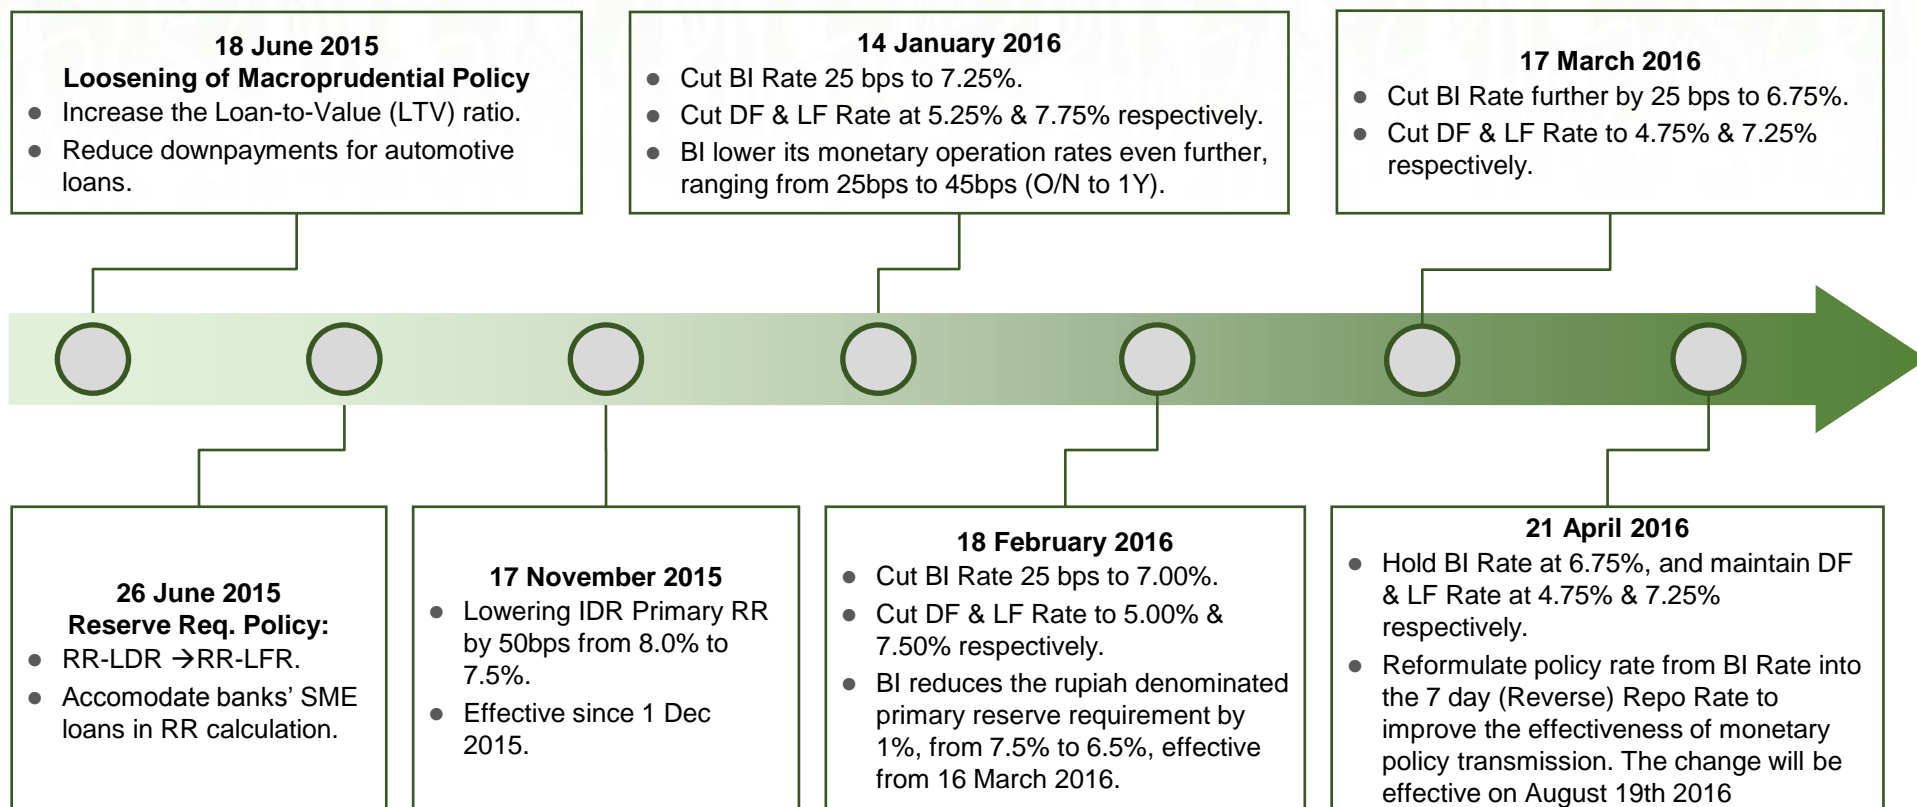 18 June 2015
Loosening of Macroprudential Policy
● Increase the Loan-to-Value (LTV) ratio.
● Reduce downpayments for automotive
loans.
14 January 2016
● Cut BI Rate 25 bps to 7.25%.
● Cut DF & LF Rate at 5.25% & 7.75% respectively.
● BI lower its monetary operation rates even further,
ranging from 25bps to 45bps (O/N to 1Y).
17 March 2016
● Cut BI Rate further by 25 bps to 6.75%.
● Cut DF & LF Rate to 4.75% & 7.25%
respectively.
26 June 2015
Reserve Req. Policy:
● RR-LDR →RR-LFR.
● Accomodate banks’ SME
loans in RR calculation.
17 November 2015
● Lowering IDR Primary RR
by 50bps from 8.0% to
7.5%.
● Effective since 1 Dec
2015.
18 February 2016
● Cut BI Rate 25 bps to 7.00%.
● Cut DF & LF Rate to 5.00% &
7.50% respectively.
● BI reduces the rupiah denominated
primary reserve requirement by
1%, from 7.5% to 6.5%, effective
from 16 March 2016.
21 April 2016
● Hold BI Rate at 6.75%, and maintain DF
& LF Rate at 4.75% & 7.25%
respectively.
● Reformulate policy rate from BI Rate into
the 7 day (Reverse) Repo Rate to
improve the effectiveness of monetary
policy transmission. The change will be
effective on August 19th 2016